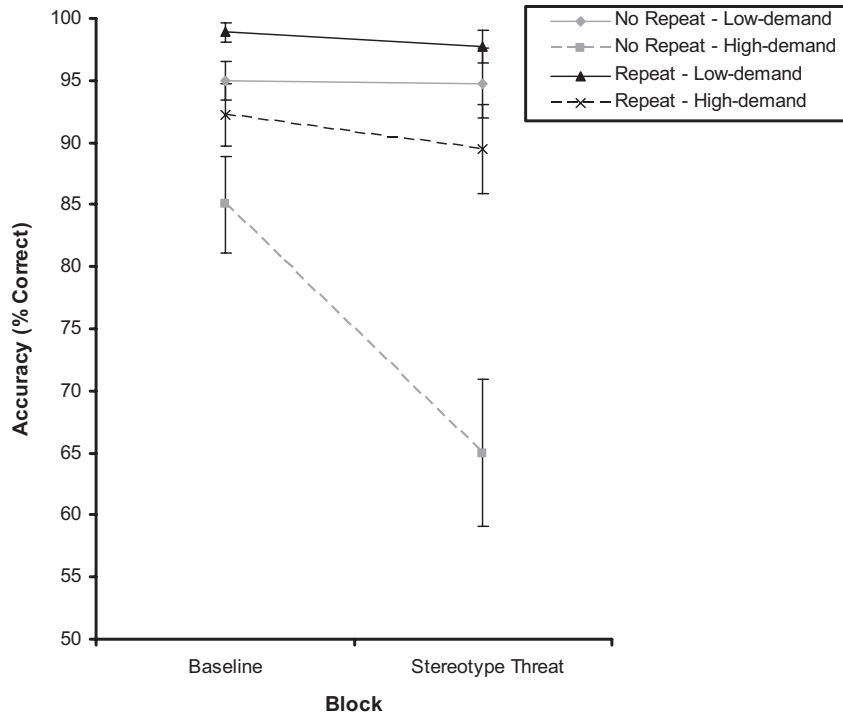 100
95
90
85
80
75
70
65
60
55
50
Accuracy (% Correct)
Baseline
Stereotype Threat
Block
No Repeat - Low-demand
No Repeat - High-demand
Repeat - Low-demand
Repeat - High-demand